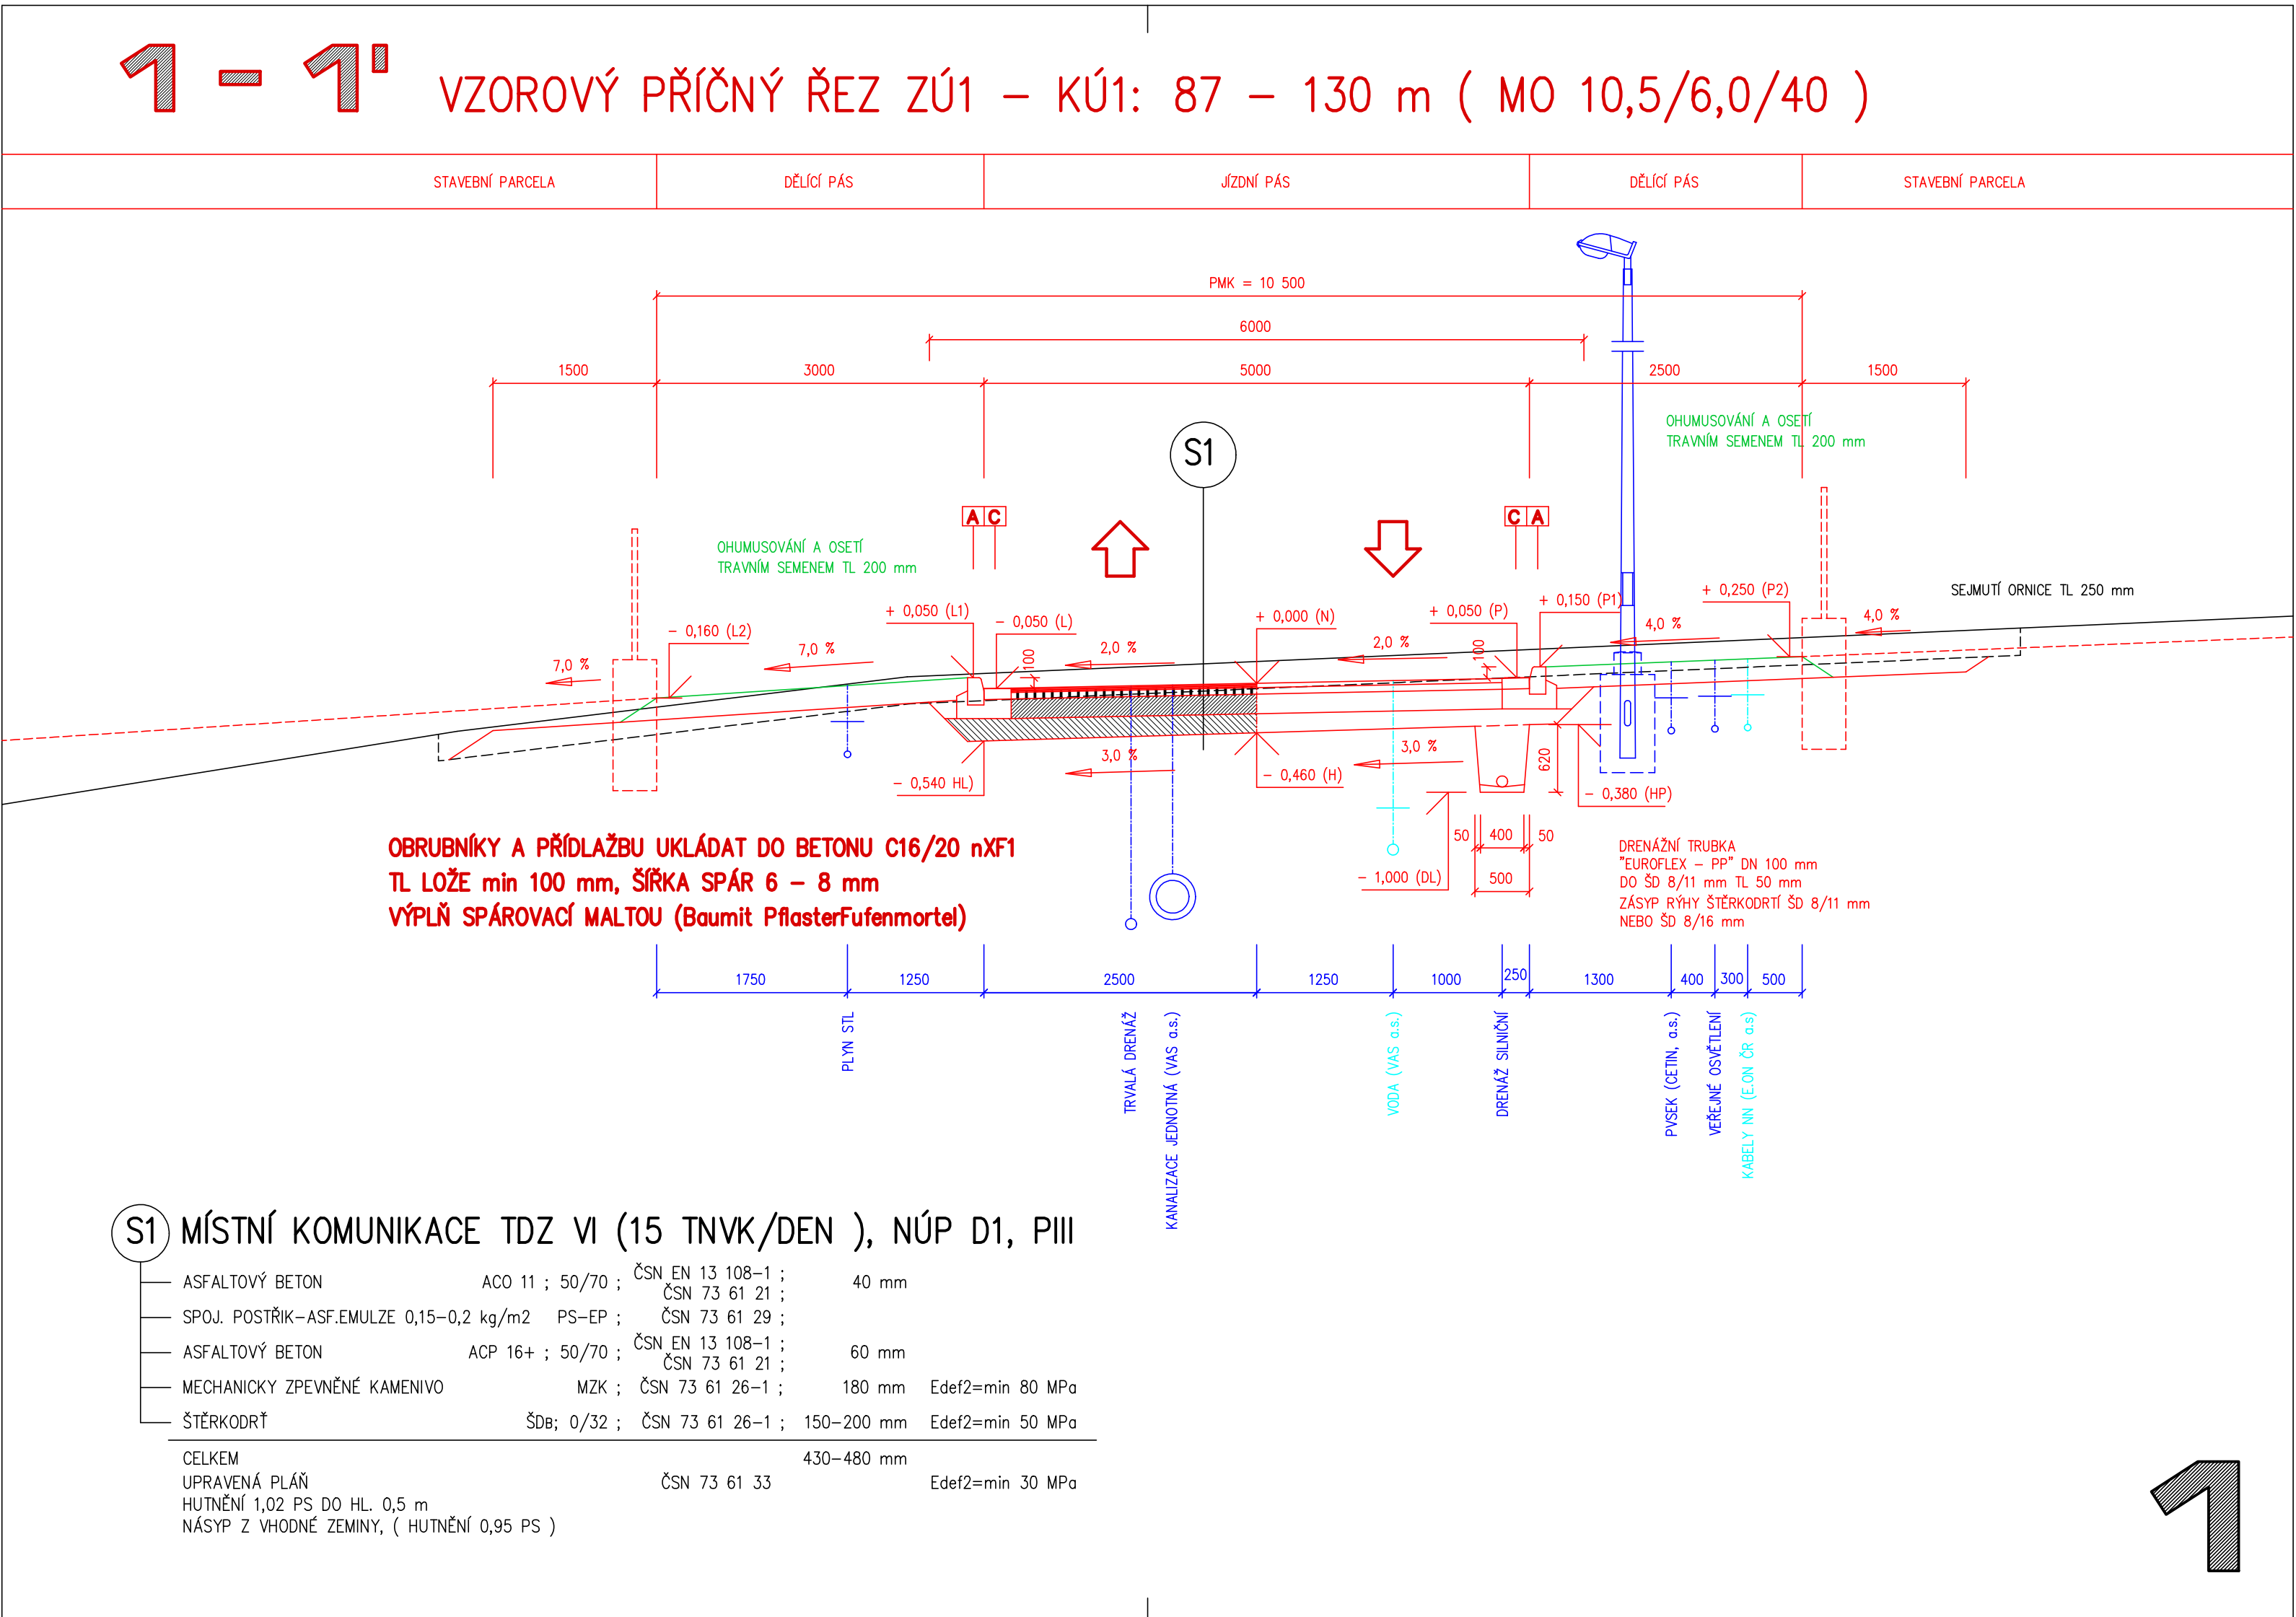 1 - 1' VZOROVÝ PŘÍČNÝ ŘEZ ZÚ1 – KÚ1: 87 – 130 m ( MO 10,5/6,0/40 )
STAVEBNÍ PARCELA
DĚLÍCÍ PÁS
JÍZDNÍ PÁS
DĚLÍCÍ PÁS
STAVEBNÍ PARCELA
PMK = 10 500
6000
1500
3000
5000
2500
1500
OHUMUSOVÁNÍ A OSETÍ
TRAVNÍM SEMENEM TL 200 mm
S1
A C
C A
OHUMUSOVÁNÍ A OSETÍ
TRAVNÍM SEMENEM TL 200 mm
SEJMUTÍ ORNICE TL 250 mm
– 0,160 (L2)
+ 0,050 (L1)
– 0,050 (L)
+ 0,000 (N)
+ 0,050 (P)
+ 0,150 (P1)
+ 0,250 (P2)
7,0 %
7,0 %
2,0 %
2,0 %
4,0 %
4,0 %
100
100
3,0 %
3,0 %
620
– 0,540 HL)
– 0,460 (H)
– 0,380 (HP)
50
400
50
– 1,000 (DL)
500
OBRUBNÍKY A PŘÍDLAŽBU UKLÁDAT DO BETONU C16/20 nXF1
TL LOŽE min 100 mm, ŠÍŘKA SPÁR 6 – 8 mm
VÝPLŇ SPÁROVACÍ MALTOU (Baumit PflasterFufenmortel)
DRENÁŽNÍ TRUBKA
"EUROFLEX – PP" DN 100 mm
DO ŠD 8/11 mm TL 50 mm
ZÁSYP RÝHY ŠTĚRKODRTÍ ŠD 8/11 mm
NEBO ŠD 8/16 mm
1750
1250
2500
1250
1000
250
1300
400
300
500
PLYN STL
TRVALÁ DRENÁŽ
KANALIZACE JEDNOTNÁ (VAS a.s.)
VODA (VAS a.s.)
DRENÁŽ SILNIČNÍ
PVSEK (CETIN, a.s.)
VEŘEJNÉ OSVĚTLENÍ
KABELY NN (E.ON ČR a.s)
S1 MÍSTNÍ KOMUNIKACE TDZ VI (15 TNVK/DEN ), NÚP D1, PIII
ASFALTOVÝ BETON ACO 11 ; 50/70 ; ČSN EN 13 108–1 ; 40 mm
ČSN 73 61 21 ;
SPOJ. POSTŘIK–ASF.EMULZE 0,15–0,2 kg/m2 PS–EP ; ČSN 73 61 29 ;
ASFALTOVÝ BETON ACP 16+ ; 50/70 ; ČSN EN 13 108–1 ; 60 mm
ČSN 73 61 21 ;
MECHANICKY ZPEVNĚNÉ KAMENIVO MZK ; ČSN 73 61 26–1 ; 180 mm Edef2=min 80 MPa
ŠTĚRKODRŤ ŠDB; 0/32 ; ČSN 73 61 26–1 ; 150–200 mm Edef2=min 50 MPa
CELKEM 430–480 mm
UPRAVENÁ PLÁŇ ČSN 73 61 33 Edef2=min 30 MPa
HUTNĚNÍ 1,02 PS DO HL. 0,5 m
NÁSYP Z VHODNÉ ZEMINY, ( HUTNĚNÍ 0,95 PS )
1